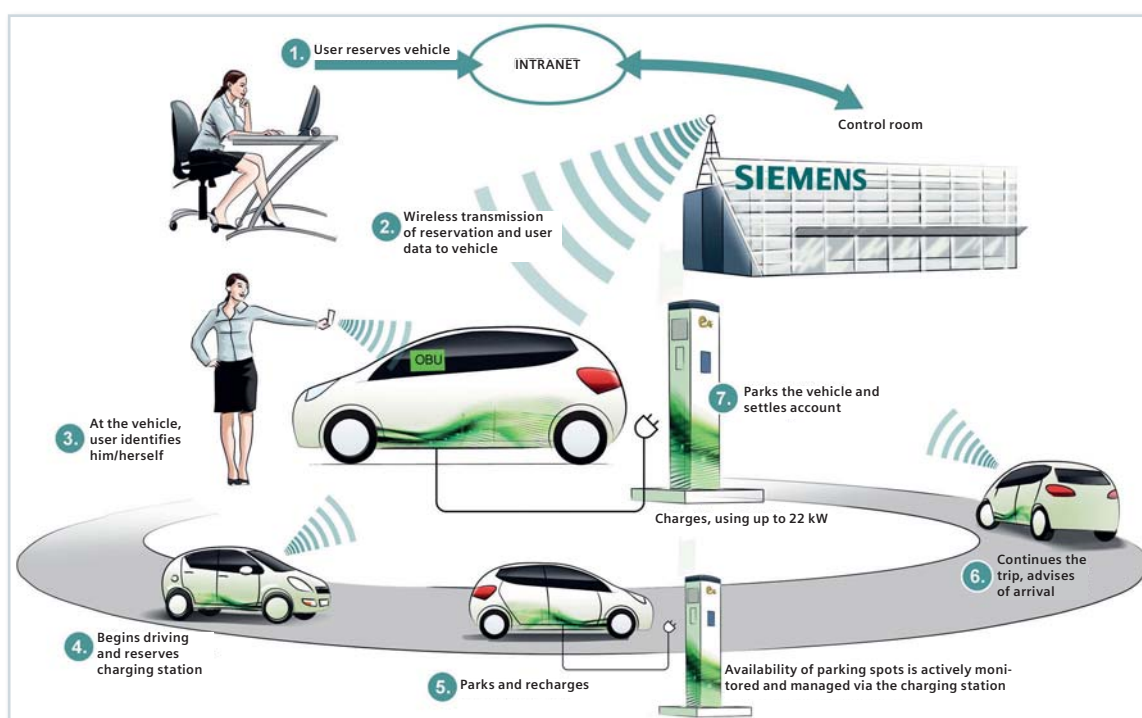 1.
User reserves vehicle
INTRANET
Control room
SIEMENS
2.
Wireless transmission
of reservation and user
data to vehicle
OBU
3.
At the vehicle,
user identifies
him/herself
7.
Parks the vehicle and
settles account
Charges, using up to 22 kW
4.
Begins driving
and reserves
charging station
5.
Parks and recharges
6.
Continues the
trip, advises
of arrival
Availability of parking spots is actively moni-
tored and managed via the charging station